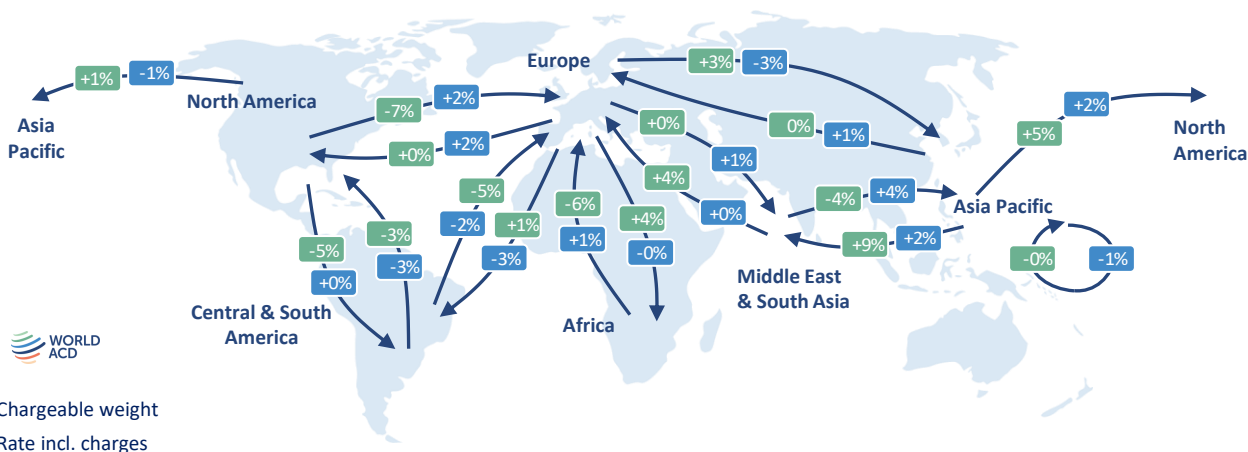 Europe
+3% -3%
+1% -1%
North America
Asia
Pacific
-7% +2%
+2%
+5%
North
America
+0%
+1%
0% +1%
+0% +2%
+4%
+0%
-4% +4%
Asia Pacific
+9% +2%
-0% -1%
-5%
-2%
+1%
-3%
-6%
+1%
+4%
-0%
-3%
-3%
-5%
+0%
Middle East
& South Asia
Central & South
America
Africa
WORLD
ACD
Chargeable weight
Rate incl. charges